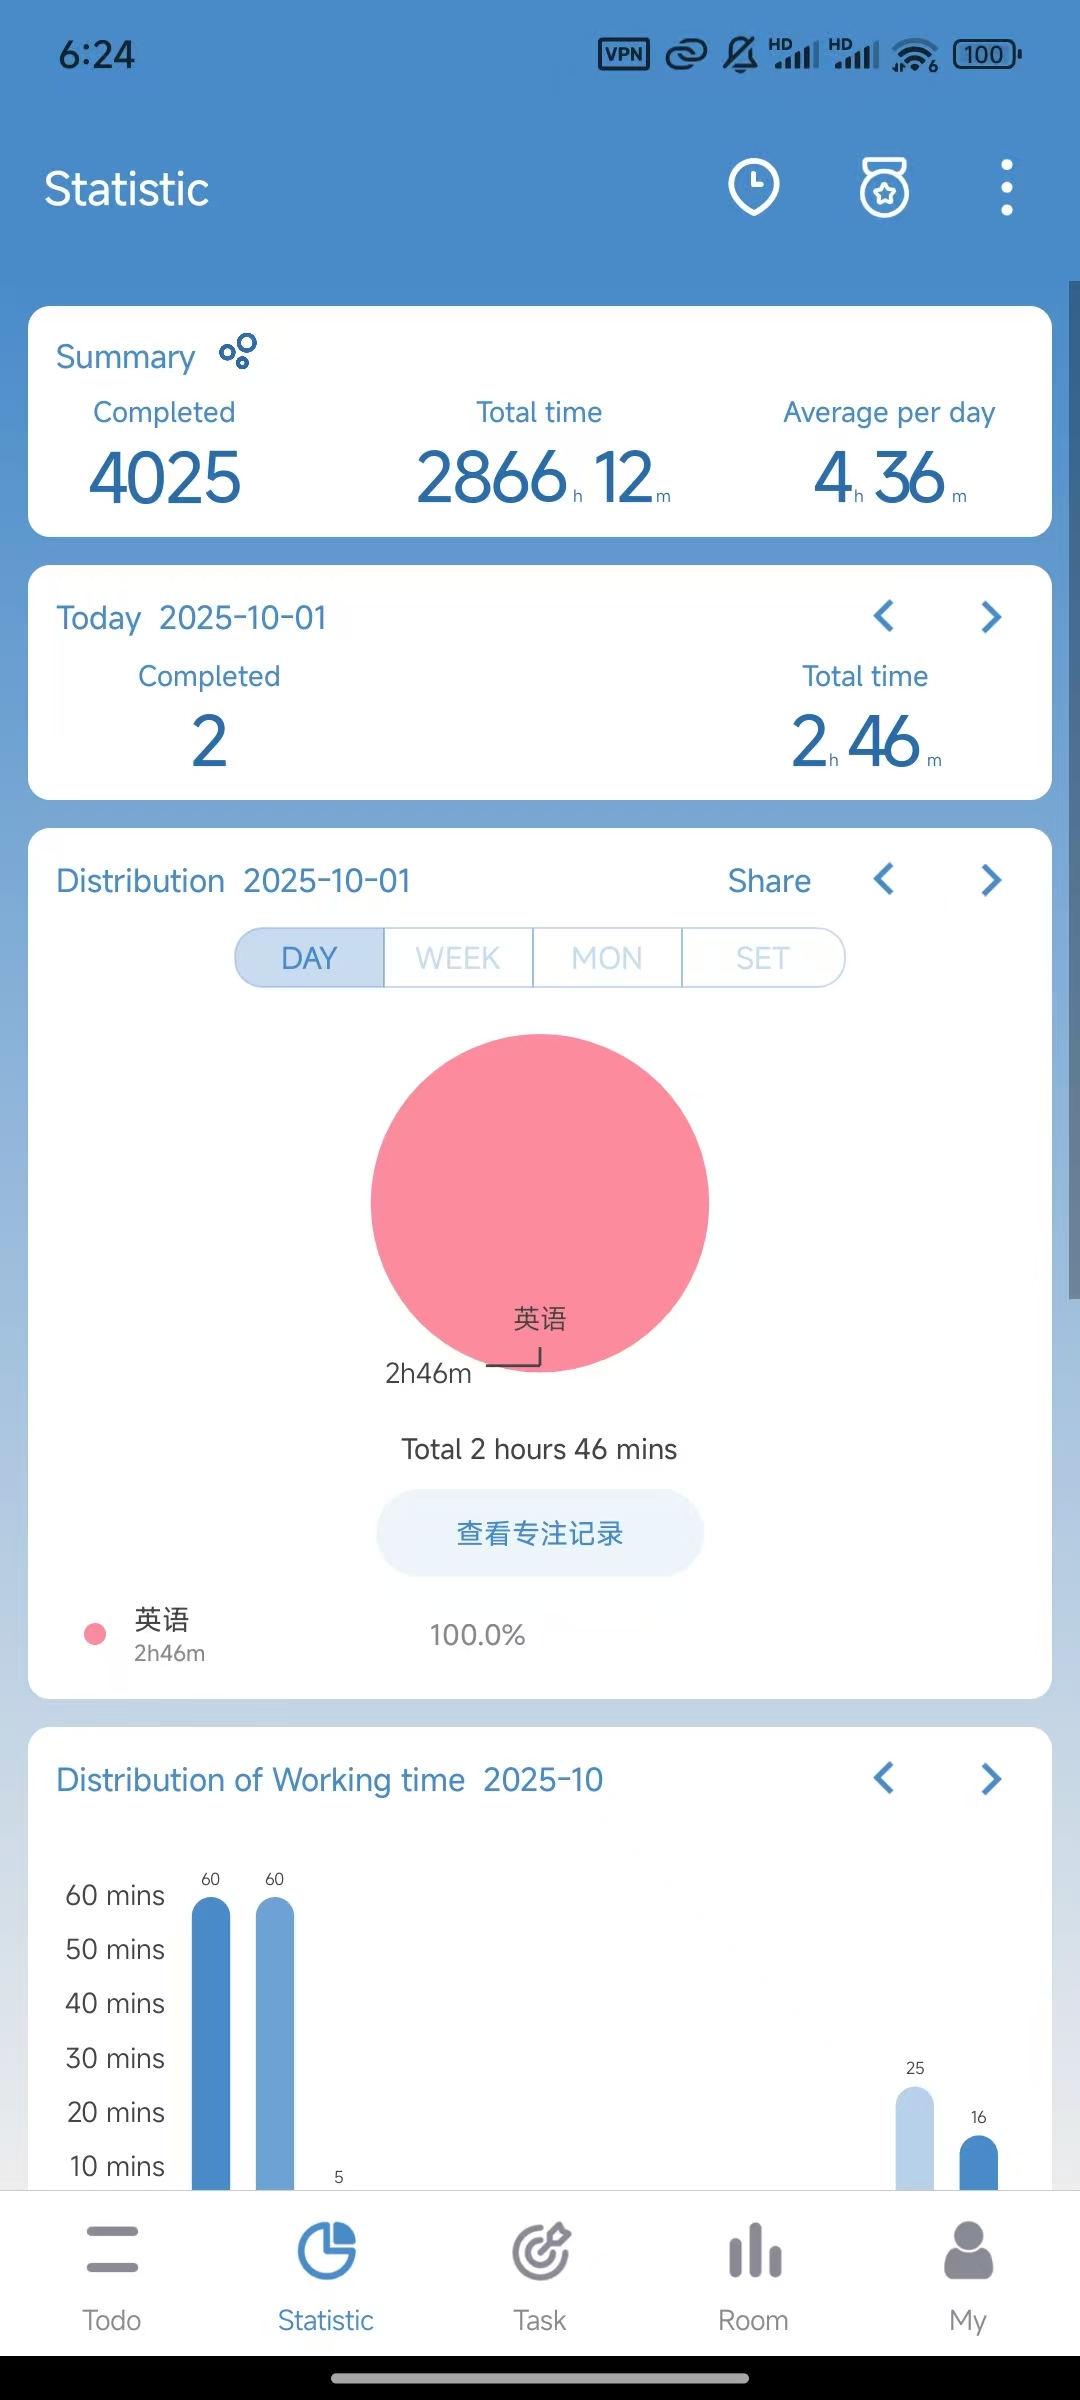 6:24 VPN HD HD 6 100
Statistic
Summary
Completed Total time Average per day
4025 2866 h 12 m 4 h 36 m
Today 2025-10-01
Completed Total time
2 2 h 46 m
Distribution 2025-10-01 Share
DAY WEEK MON SET
英语
2h46m
Total 2 hours 46 mins
查看专注记录
英语 100.0%
2h46m
Distribution of Working time 2025-10
60 60
60 mins
50 mins
40 mins
30 mins
25
20 mins
16
10 mins
5
Todo Statistic Task Room My